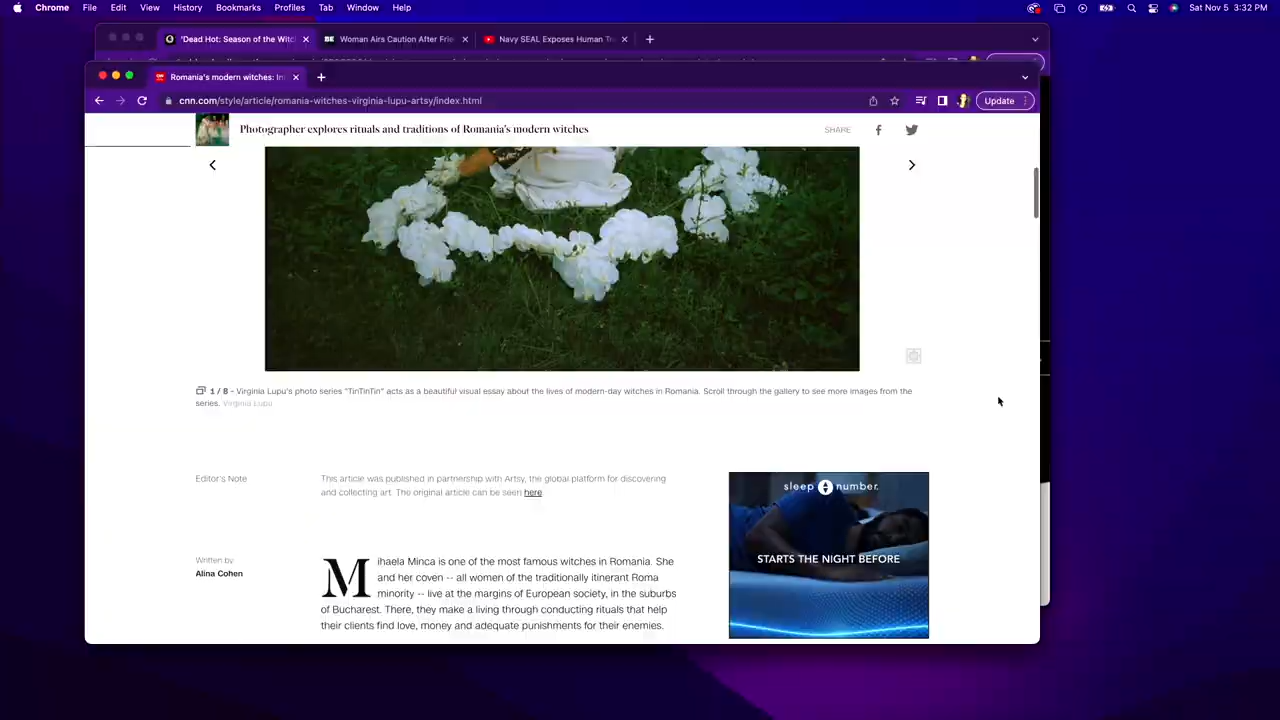 Chrome File Edit View History Bookmarks Profiles Tab Window Help Sat Nov 5 3:32 PM
'Dead Hot: Season of the Witc Woman Airs Caution After Frie Navy SEAL Exposes Human Tr
Romania's modern witches: In
cnn.com/style/article/romania-witches-virginia-lupu-artsy/index.html Update
Photographer explores rituals and traditions of Romania's modern witches SHARE
1 / 8 - Virginia Lupu's photo series "TinTinTin" acts as a beautiful visual essay about the lives of modern-day witches in Romania. Scroll through the gallery to see more images from the
series. Virginia Lupu
Editor's Note
This article was published in partnership with Artsy, the global platform for discovering
and collecting art. The original article can be seen here
sleep number.
STARTS THE NIGHT BEFORE
Written by
Alina Cohen
Mihaela Minca is one of the most famous witches in Romania. She
and her coven -- all women of the traditionally itinerant Roma
minority -- live at the margins of European society, in the suburbs
of Bucharest. There, they make a living through conducting rituals that help
their clients find love, money and adequate punishments for their enemies.